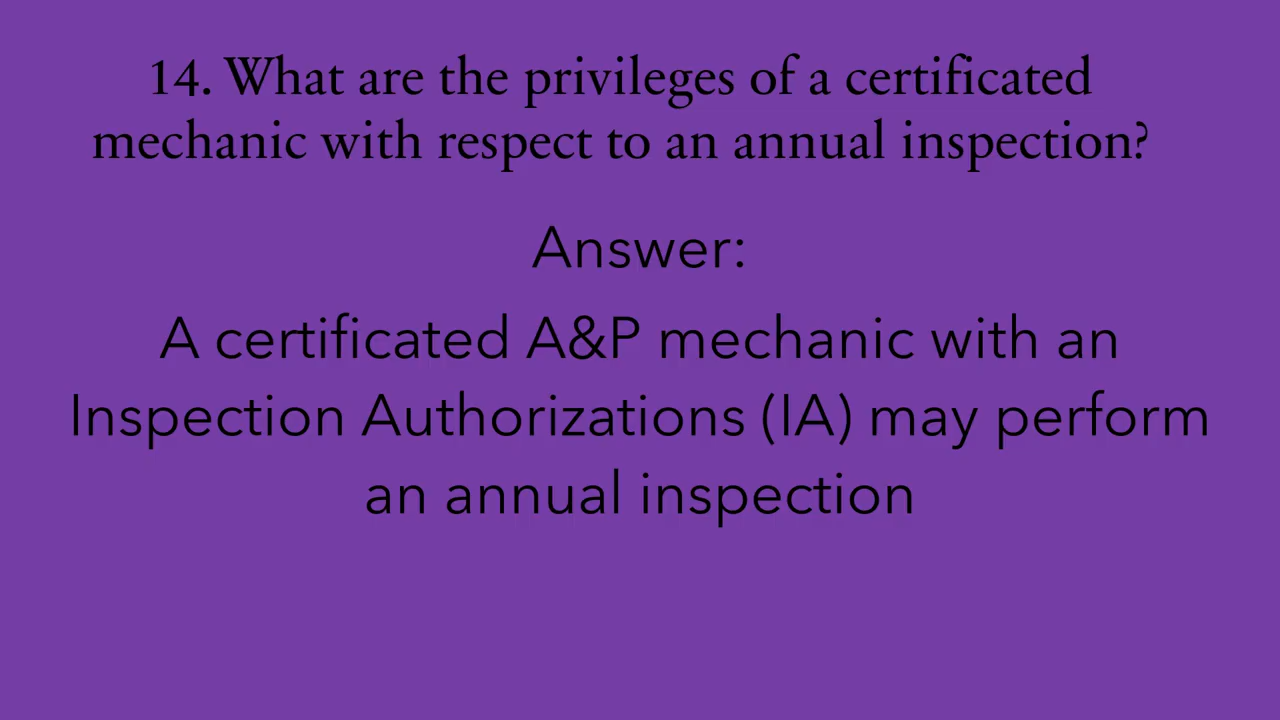 14. What are the privileges of a certificated
mechanic with respect to an annual inspection?
Answer:
A certificated A&P mechanic with an
Inspection Authorizations (IA) may perform
an annual inspection